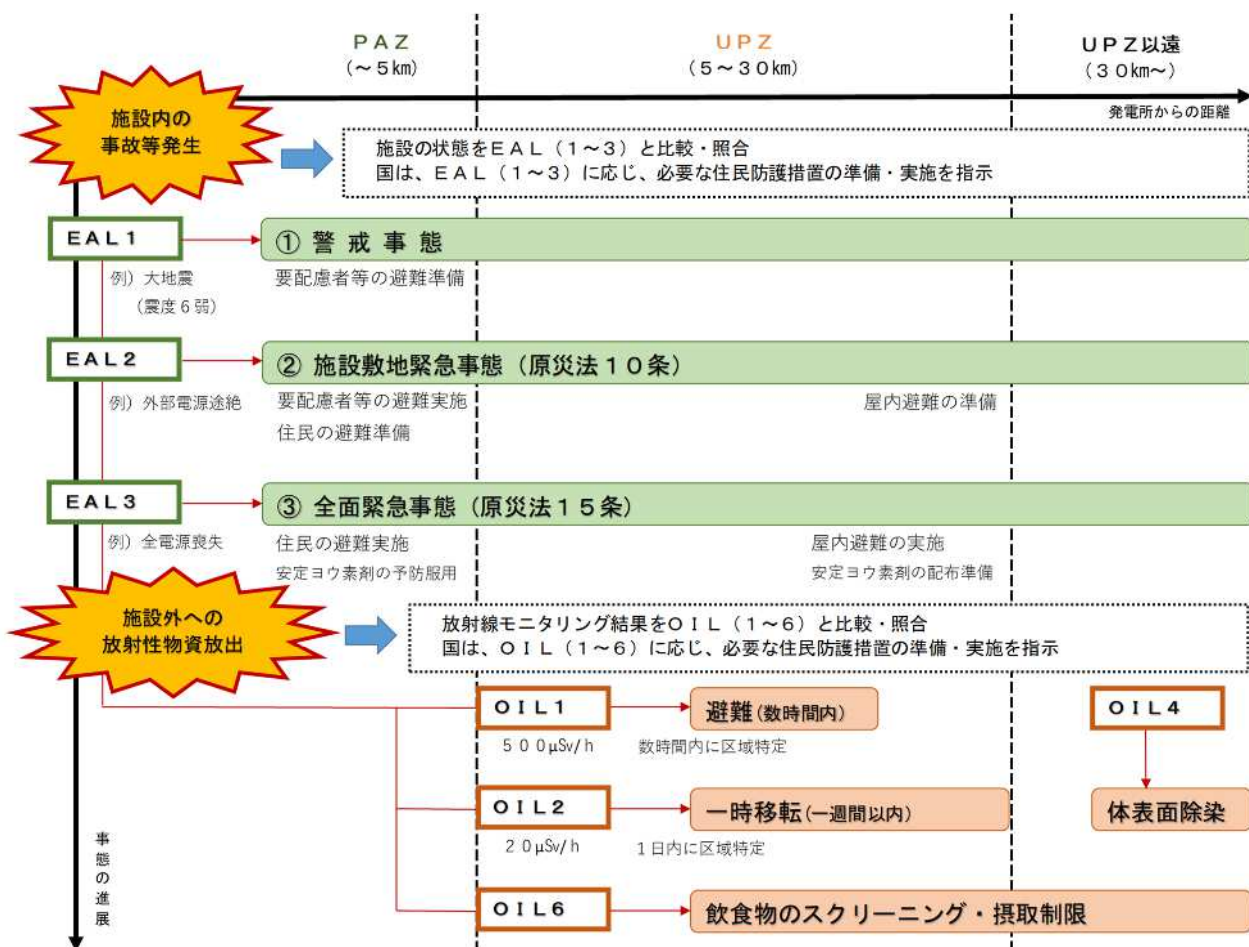 ＰＡＺ
（～５㎞）
ＵＰＺ
（５～３０㎞）
ＵＰＺ以遠
（３０㎞～）
発電所からの距離
施設内の
事故等発生
施設の状態をＥＡＬ（１～３）と比較・照合
国は、ＥＡＬ（１～３）に応じ、必要な住民防護措置の準備・実施を指示
ＥＡＬ１
① 警 戒 事 態
例）大地震
（震度６弱）
要配慮者等の避難準備
ＥＡＬ２
② 施設敷地緊急事態（原災法１０条）
例）外部電源途絶
要配慮者等の避難実施
住民の避難準備
屋内避難の準備
ＥＡＬ３
③ 全面緊急事態（原災法１５条）
例）全電源喪失
住民の避難実施
安定ヨウ素剤の予防服用
屋内避難の実施
安定ヨウ素剤の配布準備
施設外への
放射性物資放出
放射線モニタリング結果をＯＩＬ（１～６）と比較・照合
国は、ＯＩＬ（１～６）に応じ、必要な住民防護措置の準備・実施を指示
ＯＩＬ１
避難（数時間内）
５００μSv/h
数時間内に区域特定
ＯＩＬ４
体表面除染
ＯＩＬ２
一時移転（一週間以内）
２０μSv/h
１日内に区域特定
ＯＩＬ６
飲食物のスクリーニング・摂取制限
事態の進展